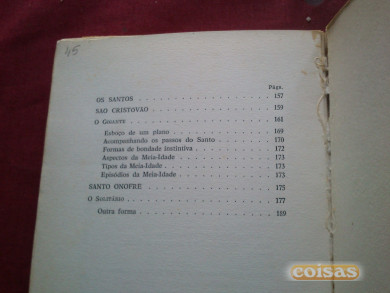 45
Págs.
OS SANTOS . . . . . . . . . . . . . . . 157
SÃO CRISTOVÃO . . . . . . . . . . . . . 159
O GIGANTE . . . . . . . . . . . . . . . 161
Esbôço de um plano . . . . . . . . . . 169
Acompanhando os passos do Santo . . . . 170
Formas de bondade instintiva . . . . . . 172
Aspectos da Meia-Idade . . . . . . . . . 173
Tipos da Meia-Idade . . . . . . . . . . 173
Episódios da Meia-Idade . . . . . . . . 173
SANTO ONOFRE . . . . . . . . . . . . . 175
O SOLITÁRIO . . . . . . . . . . . . . . 177
Outra forma . . . . . . . . . . . . . . 189
coisas